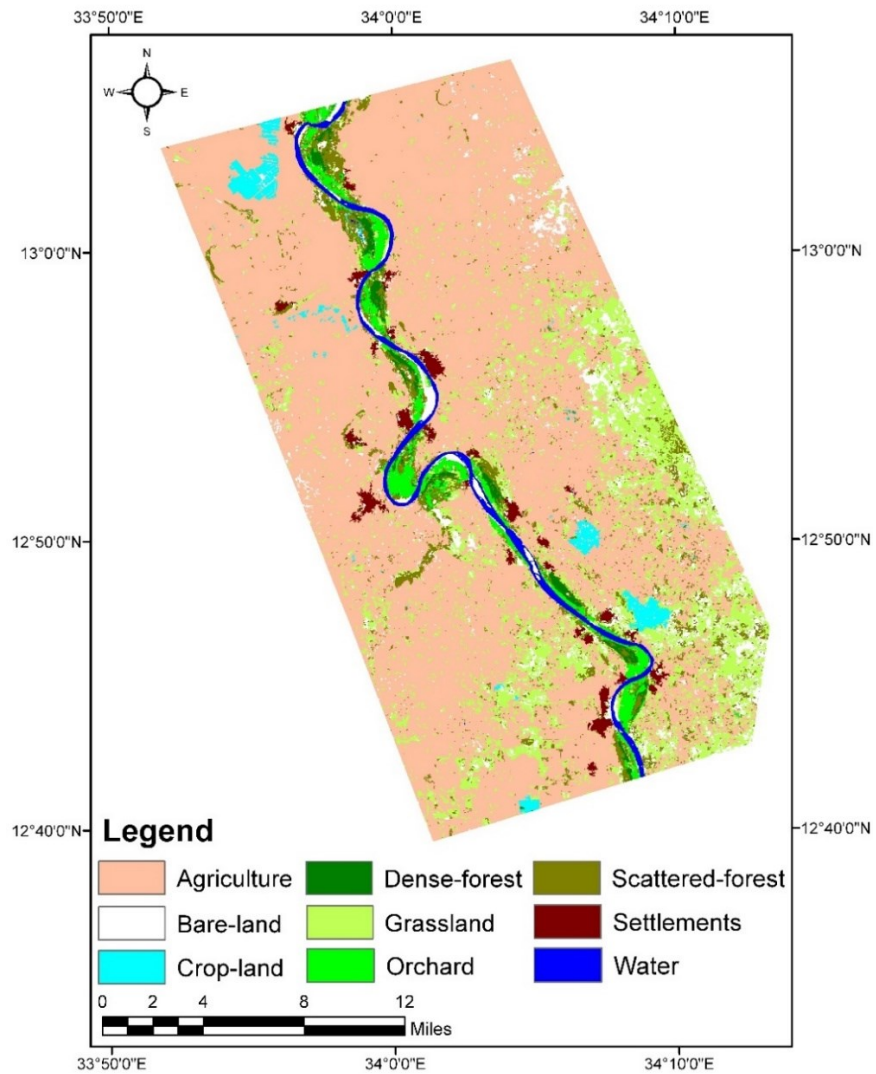 33°50'0"E 34°0'0"E 34°10'0"E
N
W E
S
13°0'0"N 13°0'0"N
12°50'0"N 12°50'0"N
12°40'0"N 12°40'0"N
Legend
Agriculture Dense-forest Scattered-forest
Bare-land Grassland Settlements
Crop-land Orchard Water
0 2 4 8 12
Miles
33°50'0"E 34°0'0"E 34°10'0"E